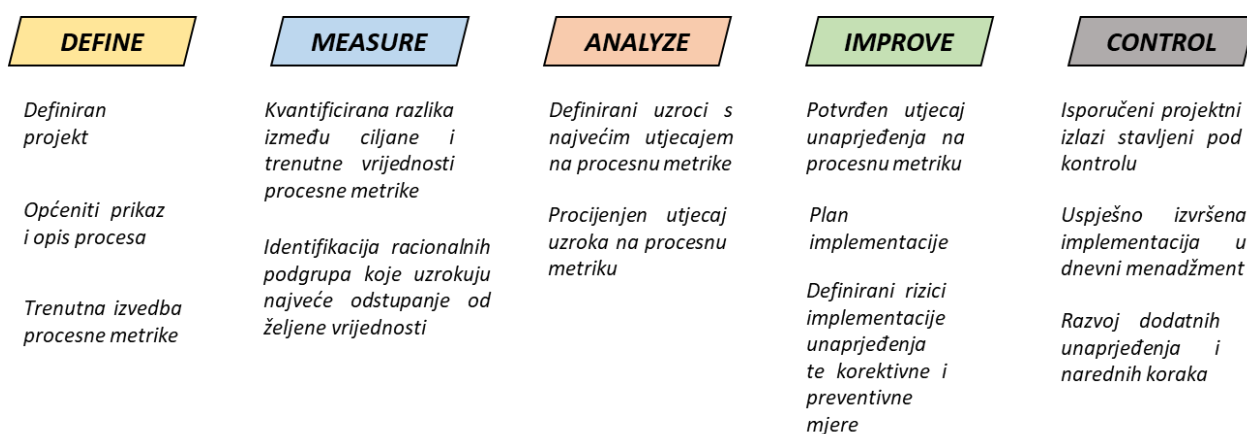 DEFINE
Definiran
projekt
Općeniti prikaz
i opis procesa
Trenutna izvedba
procesne metrike
MEASURE
Kvantificirana razlika
između ciljane i
trenutne vrijednosti
procesne metrike
Identifikacija racionalnih
podgrupa koje uzrokuju
najveće odstupanje od
željene vrijednosti
ANALYZE
Definirani uzroci s
najvećim utjecajem
na procesnu metrike
Procijenjen utjecaj
uzroka na procesnu
metriku
IMPROVE
Potvrđen utjecaj
unaprjeđenja na
procesnu metriku
Plan
implementacije
Definirani rizici
implementacije
unaprjeđenja
te korektivne i
preventivne
mjere
CONTROL
Isporučeni projektni
izlazi stavljeni pod
kontrolu
Uspješno izvršena
implementacija u
dnevni menadžment
Razvoj dodatnih
unaprjeđenja i
narednih koraka